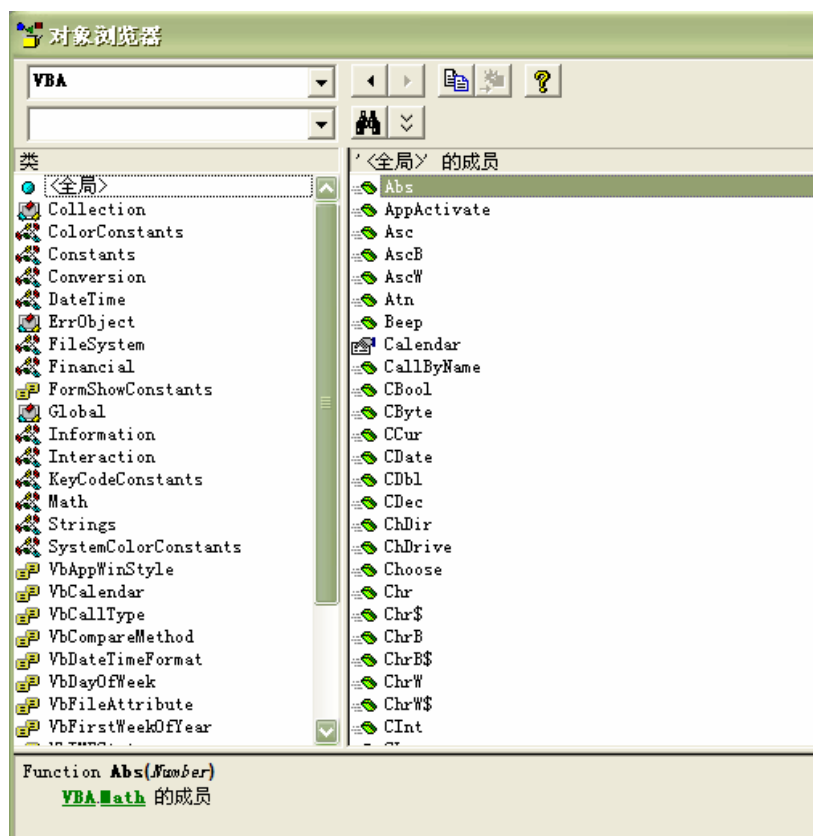 对象浏览器
VBA
类
<全局>
Collection
ColorConstants
Constants
Conversion
DateTime
ErrObject
FileSystem
Financial
FormShowConstants
Global
Information
Interaction
KeyCodeConstants
Math
Strings
SystemColorConstants
VbAppWinStyle
VbCalendar
VbCallType
VbCompareMethod
VbDateTimeFormat
VbDayOfWeek
VbFileAttribute
VbFirstWeekOfYear
'<全局>' 的成员
Abs
AppActivate
Asc
AscB
AscW
Atn
Beep
Calendar
CallByName
CBool
CByte
CCur
CDate
CDbl
CDec
ChDir
ChDrive
Choose
Chr
Chr$
ChrB
ChrB$
ChrW
ChrW$
CInt
Function Abs(Number)
VBA.Math 的成员